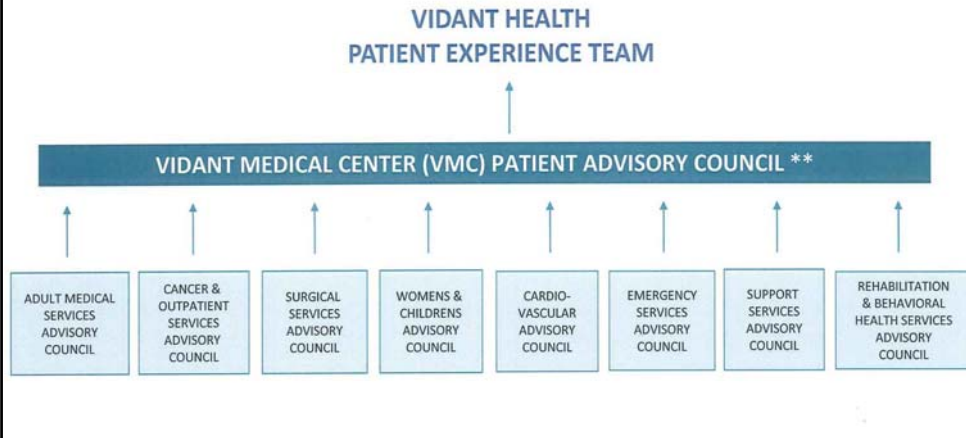 VIDANT HEALTH
PATIENT EXPERIENCE TEAM
VIDANT MEDICAL CENTER (VMC) PATIENT ADVISORY COUNCIL **
ADULT MEDICAL
SERVICES
ADVISORY
COUNCIL
CANCER &
OUTPATIENT
SERVICES
ADVISORY
COUNCIL
SURGICAL
SERVICES
ADVISORY
COUNCIL
WOMENS &
CHILDRENS
ADVISORY
COUNCIL
CARDIO-
VASCULAR
ADVISORY
COUNCIL
EMERGENCY
SERVICES
ADVISORY
COUNCIL
SUPPORT
SERVICES
ADVISORY
COUNCIL
REHABILITATION
& BEHAVIORAL
HEALTH SERVICES
ADVISORY
COUNCIL